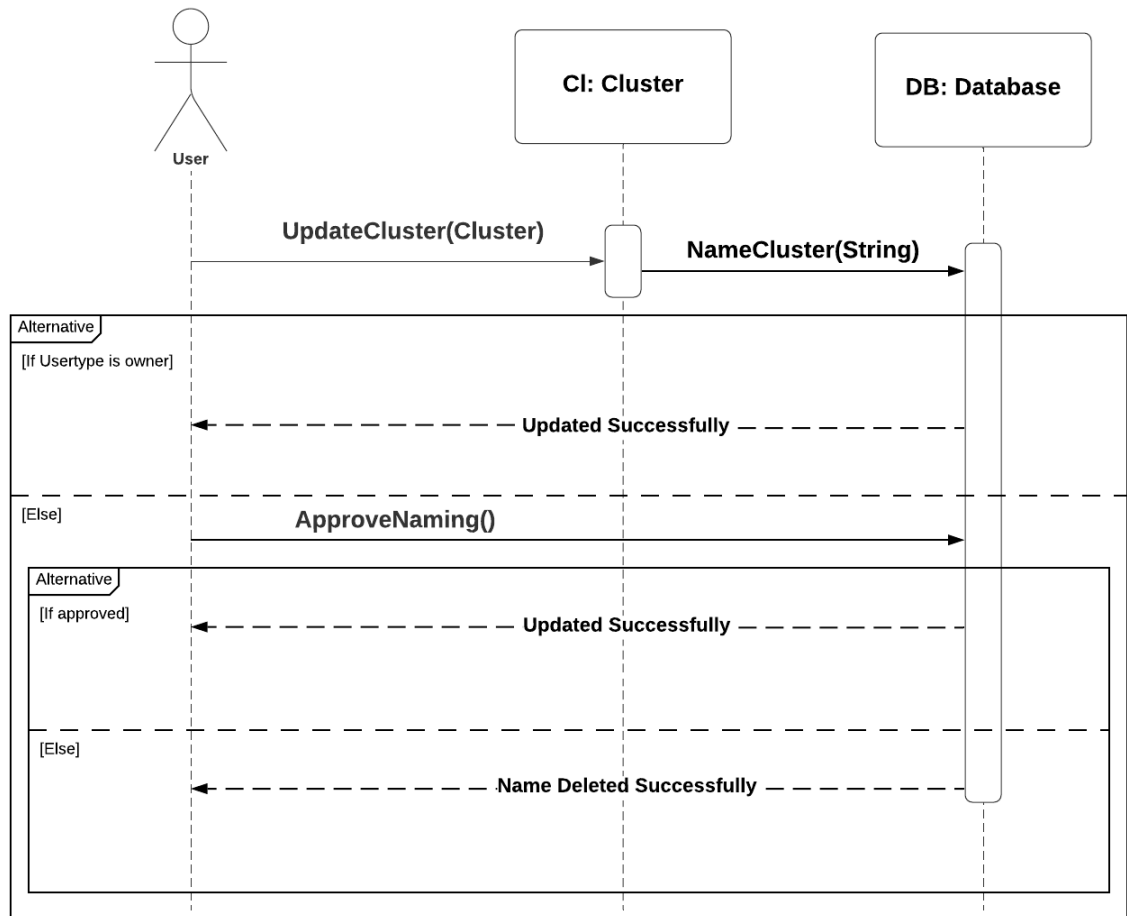 Cl: Cluster
DB: Database
User
UpdateCluster(Cluster)
NameCluster(String)
Alternative
[If Usertype is owner]
Updated Successfully
[Else]
ApproveNaming()
Alternative
[If approved]
Updated Successfully
[Else]
Name Deleted Successfully